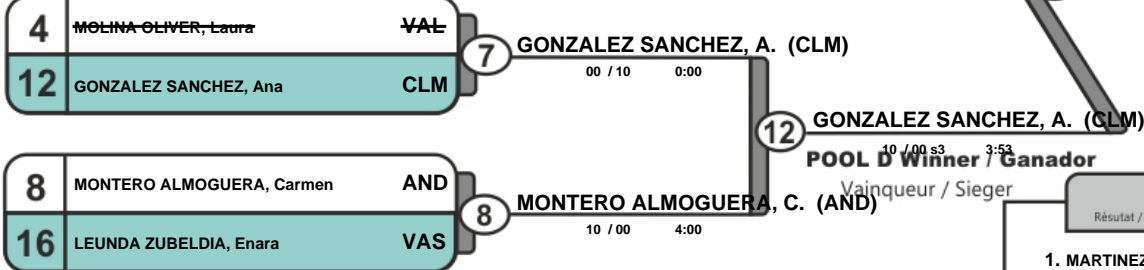 4 MOLINA OLIVER, Laura VAL
12 GONZALEZ SANCHEZ, Ana CLM
7
GONZALEZ SANCHEZ, A. (CLM)
00 / 10 0:00
12
GONZALEZ SANCHEZ, A. (CLM)
10 / 00 s3 3:53
POOL D Winner / Ganador
Vainqueur / Sieger
8 MONTERO ALMOGUERA, Carmen AND
16 LEUNDA ZUBELDIA, Enara VAS
8
MONTERO ALMOGUERA, C. (AND)
10 / 00 4:00
Résutat /
1. MARTINEZ